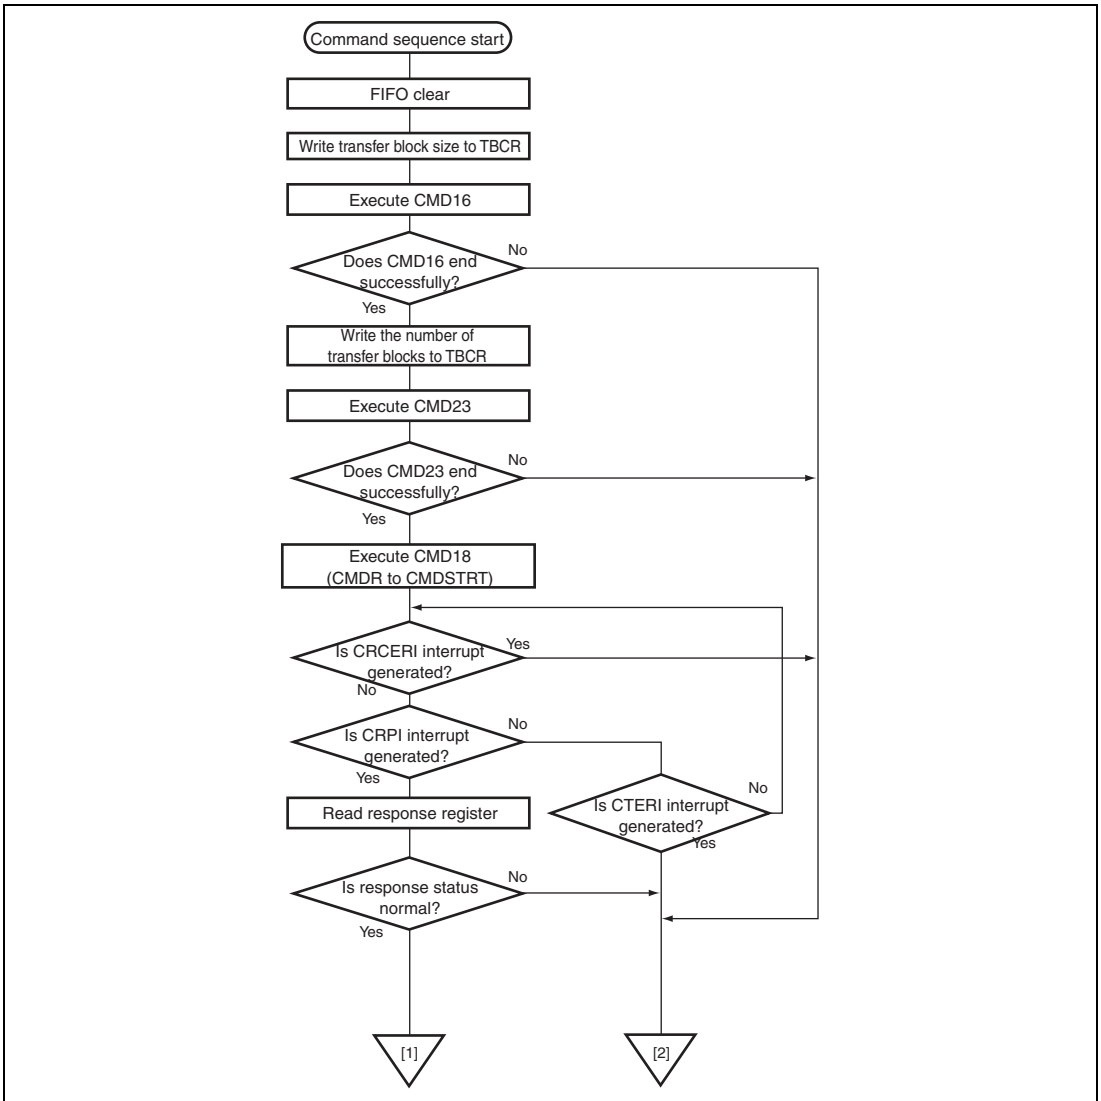 Command sequence start
FIFO clear
Write transfer block size to TBCR
Execute CMD16
No
Does CMD16 end
successfully?
Yes
Write the number of
transfer blocks to TBCR
Execute CMD23
No
Does CMD23 end
successfully?
Yes
Execute CMD18
(CMDR to CMDSTRT)
Yes
Is CRCERI interrupt
generated?
No
No
Is CRPI interrupt
generated?
Yes
No
Is CTERI interrupt
generated?
Yes
Read response register
No
Is response status
normal?
Yes
[1]
[2]